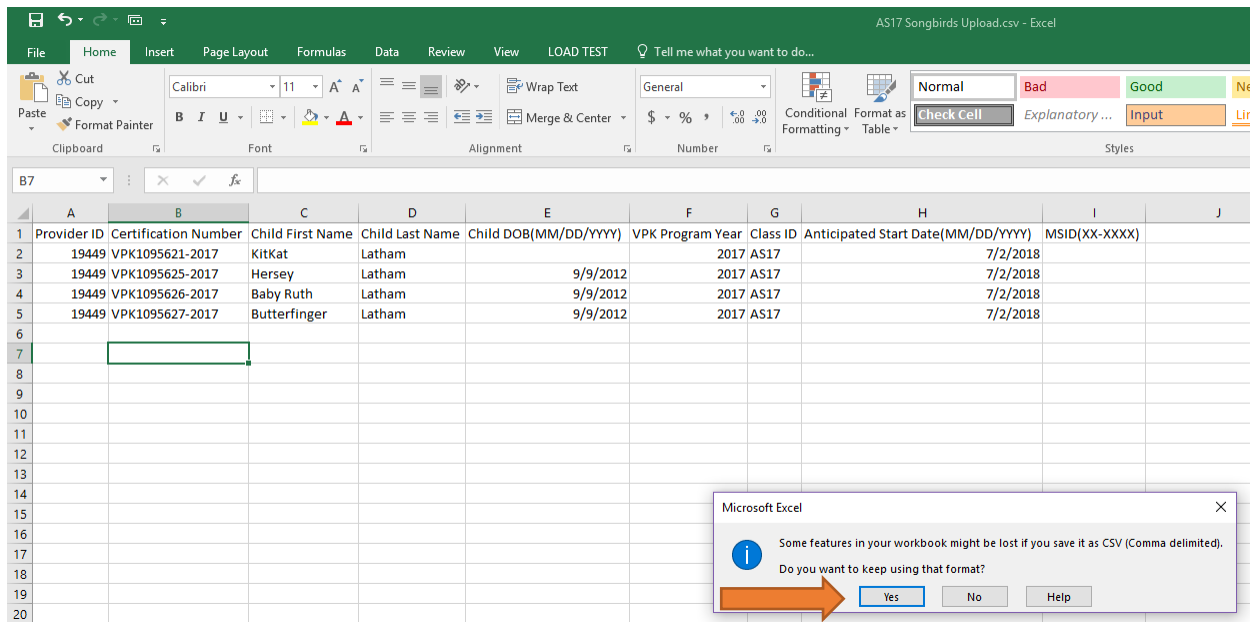 AS17 Songbirds Upload.csv - Excel
File Home Insert Page Layout Formulas Data Review View LOAD TEST Tell me what you want to do...
Paste
Cut
Copy
Format Painter
Clipboard
Calibri 11 A A
B I U A
Font
Wrap Text
Merge & Center
Alignment
General
$ % , .00 .00
Number
Conditional Formatting
Format as Table
Normal Bad Good Ne
Check Cell Explanatory ... Input Lin
Styles
B7 fx
A B C D E F G H I J
1 Provider ID Certification Number Child First Name Child Last Name Child DOB(MM/DD/YYYY) VPK Program Year Class ID Anticipated Start Date(MM/DD/YYYY) MSID(XX-XXXX)
2 19449 VPK1095621-2017 KitKat Latham 2017 AS17 7/2/2018
3 19449 VPK1095625-2017 Hersey Latham 9/9/2012 2017 AS17 7/2/2018
4 19449 VPK1095626-2017 Baby Ruth Latham 9/9/2012 2017 AS17 7/2/2018
5 19449 VPK1095627-2017 Butterfinger Latham 9/9/2012 2017 AS17 7/2/2018
6
7
8
9
10
11
12
13
14
15
16
17
18
19
20
Microsoft Excel
Some features in your workbook might be lost if you save it as CSV (Comma delimited).
Do you want to keep using that format?
Yes No Help